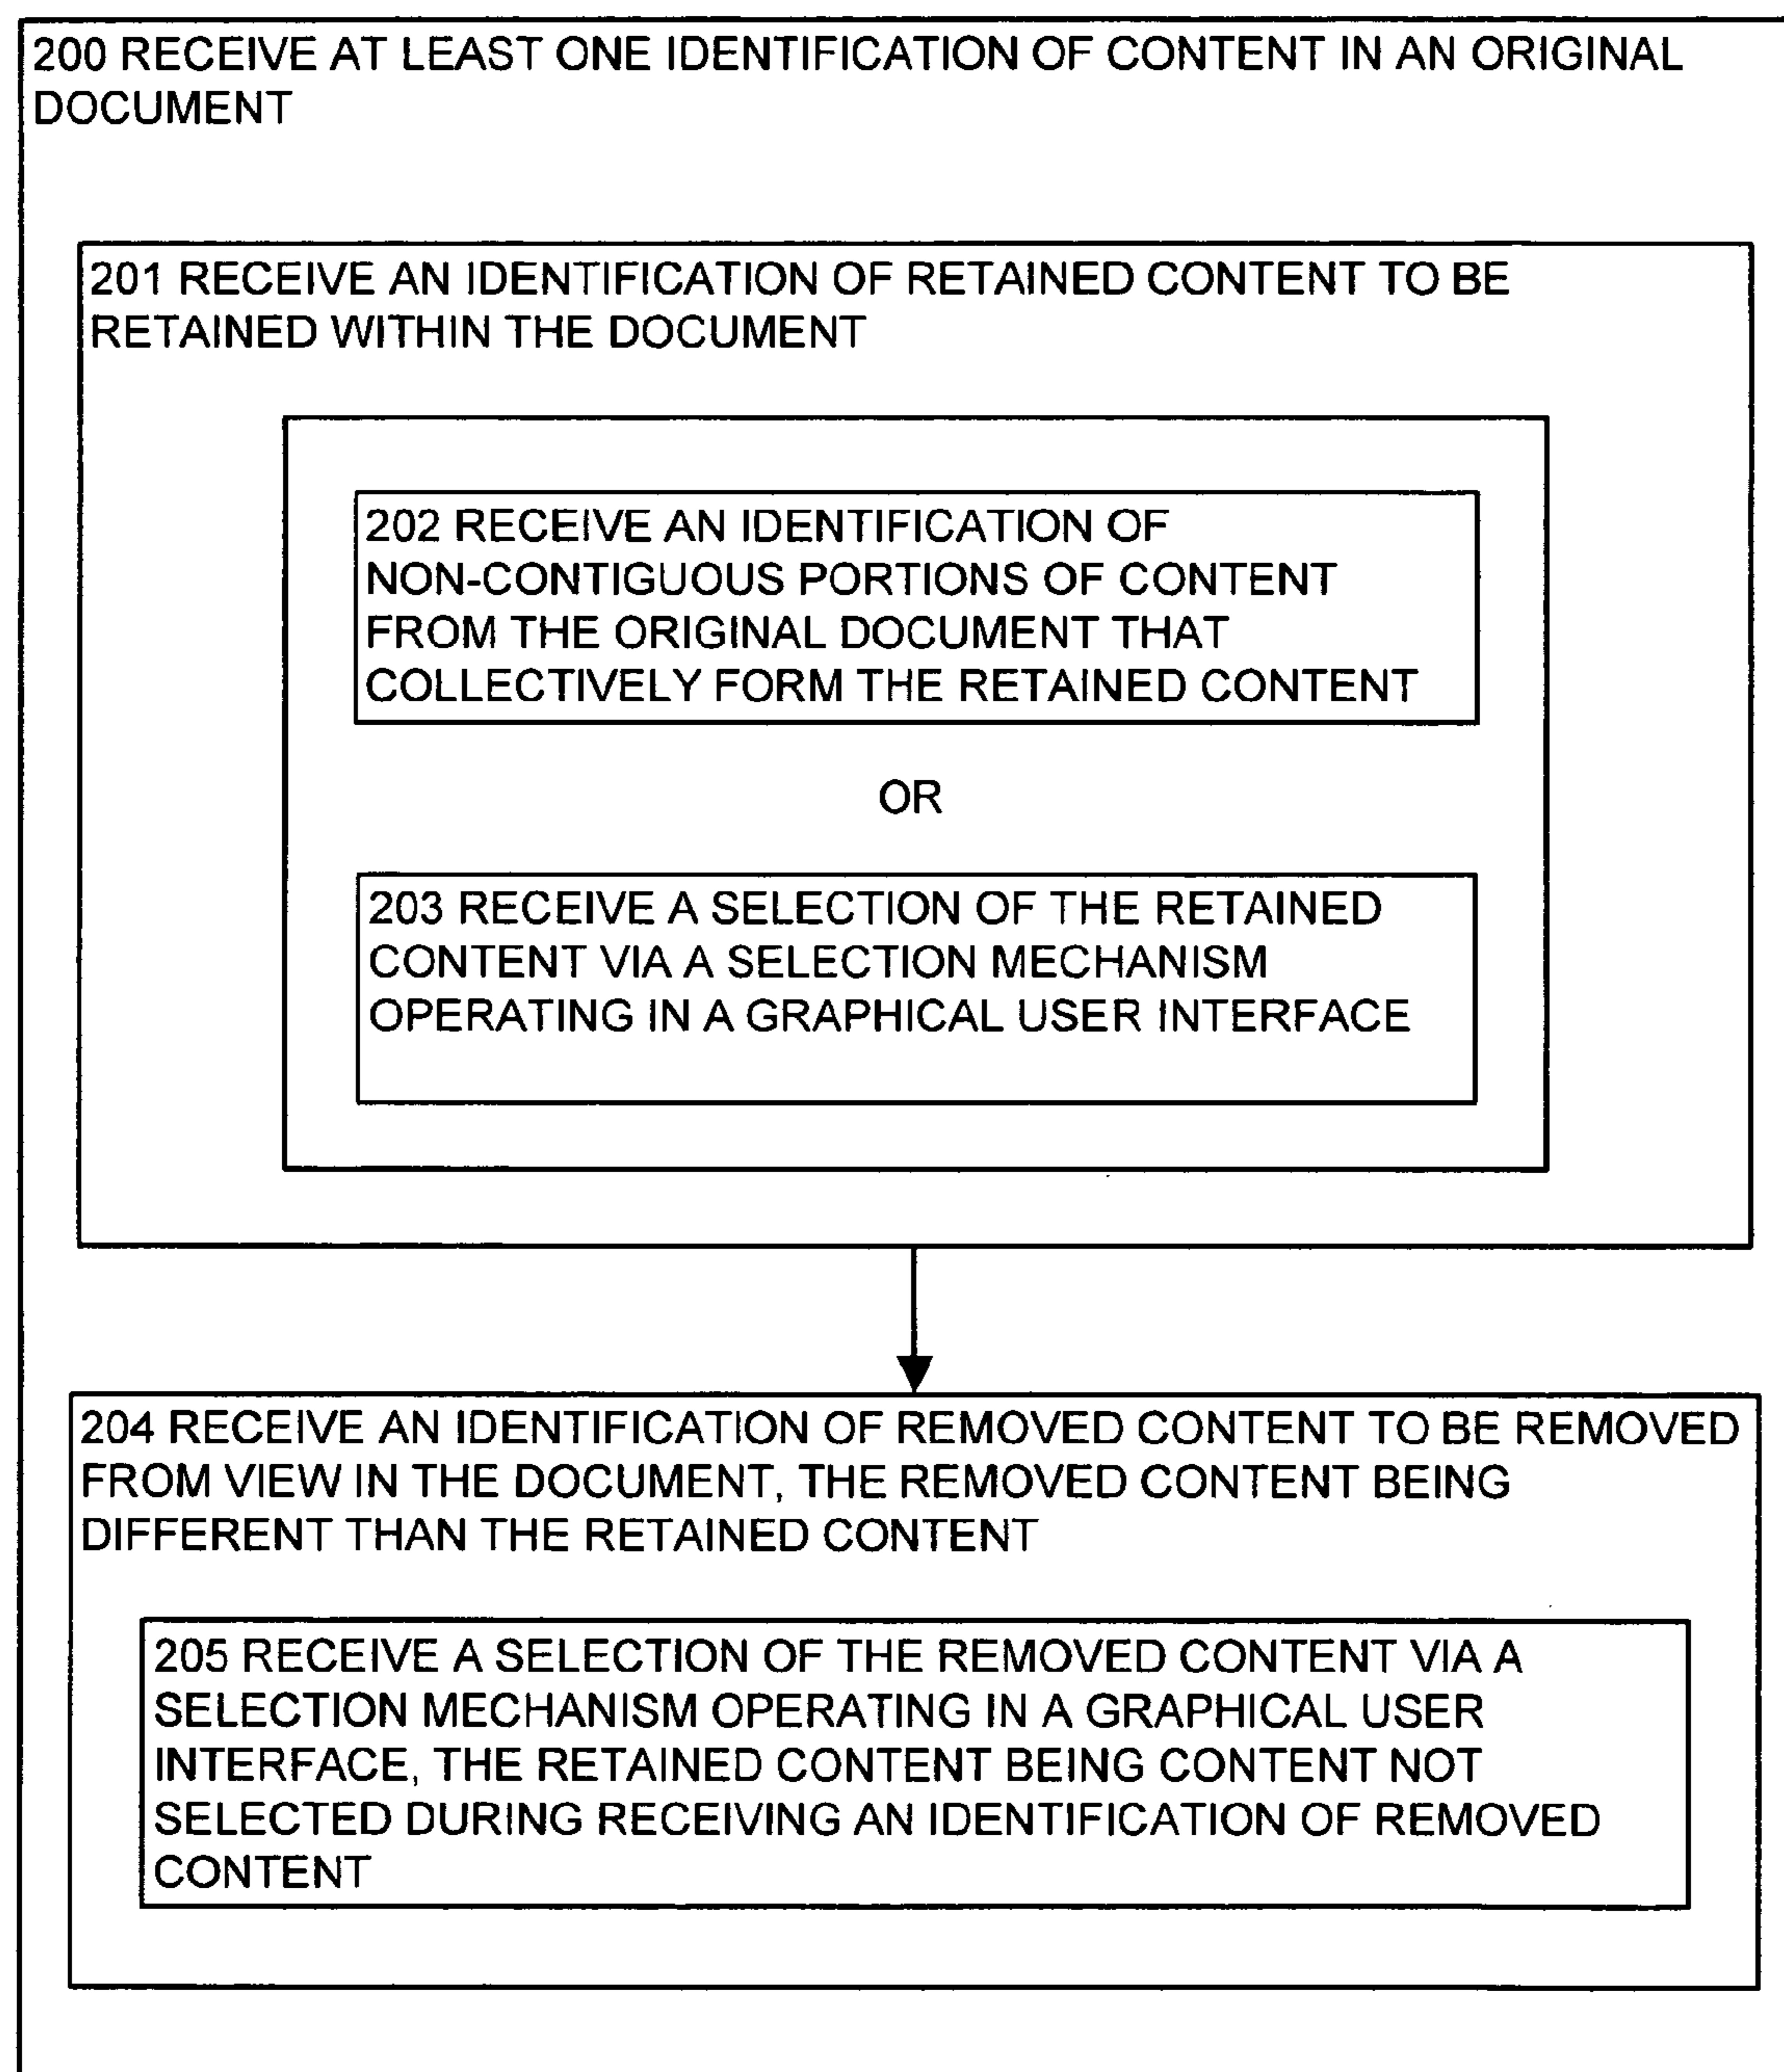 200 RECEIVE AT LEAST ONE IDENTIFICATION OF CONTENT IN AN ORIGINAL
DOCUMENT
201 RECEIVE AN IDENTIFICATION OF RETAINED CONTENT TO BE
RETAINED WITHIN THE DOCUMENT
202 RECEIVE AN IDENTIFICATION OF
NON-CONTIGUOUS PORTIONS OF CONTENT
FROM THE ORIGINAL DOCUMENT THAT
COLLECTIVELY FORM THE RETAINED CONTENT
OR
203 RECEIVE A SELECTION OF THE RETAINED
CONTENT VIA A SELECTION MECHANISM
OPERATING IN A GRAPHICAL USER INTERFACE
204 RECEIVE AN IDENTIFICATION OF REMOVED CONTENT TO BE REMOVED
FROM VIEW IN THE DOCUMENT, THE REMOVED CONTENT BEING
DIFFERENT THAN THE RETAINED CONTENT
205 RECEIVE A SELECTION OF THE REMOVED CONTENT VIA A
SELECTION MECHANISM OPERATING IN A GRAPHICAL USER
INTERFACE, THE RETAINED CONTENT BEING CONTENT NOT
SELECTED DURING RECEIVING AN IDENTIFICATION OF REMOVED
CONTENT